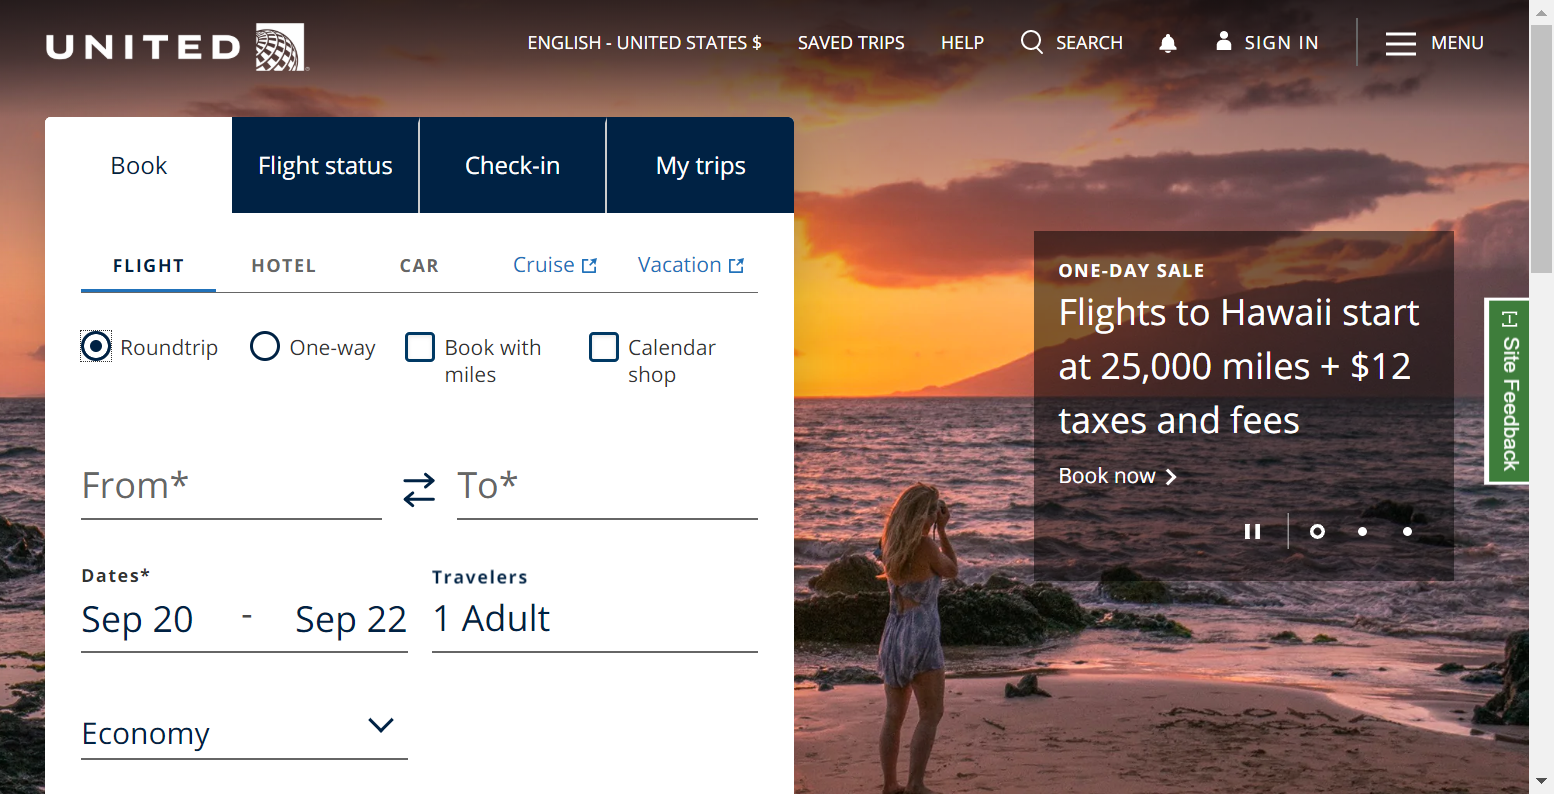 UNITED
ENGLISH - UNITED STATES $
SAVED TRIPS
HELP
SEARCH
SIGN IN
MENU
Book
Flight status
Check-in
My trips
FLIGHT
HOTEL
CAR
Cruise
Vacation
Roundtrip
One-way
Book with
miles
Calendar
shop
From*
To*
Dates*
Sep 20 - Sep 22
Travelers
1 Adult
Economy
ONE-DAY SALE
Flights to Hawaii start
at 25,000 miles + $12
taxes and fees
Book now
[-] Site Feedback